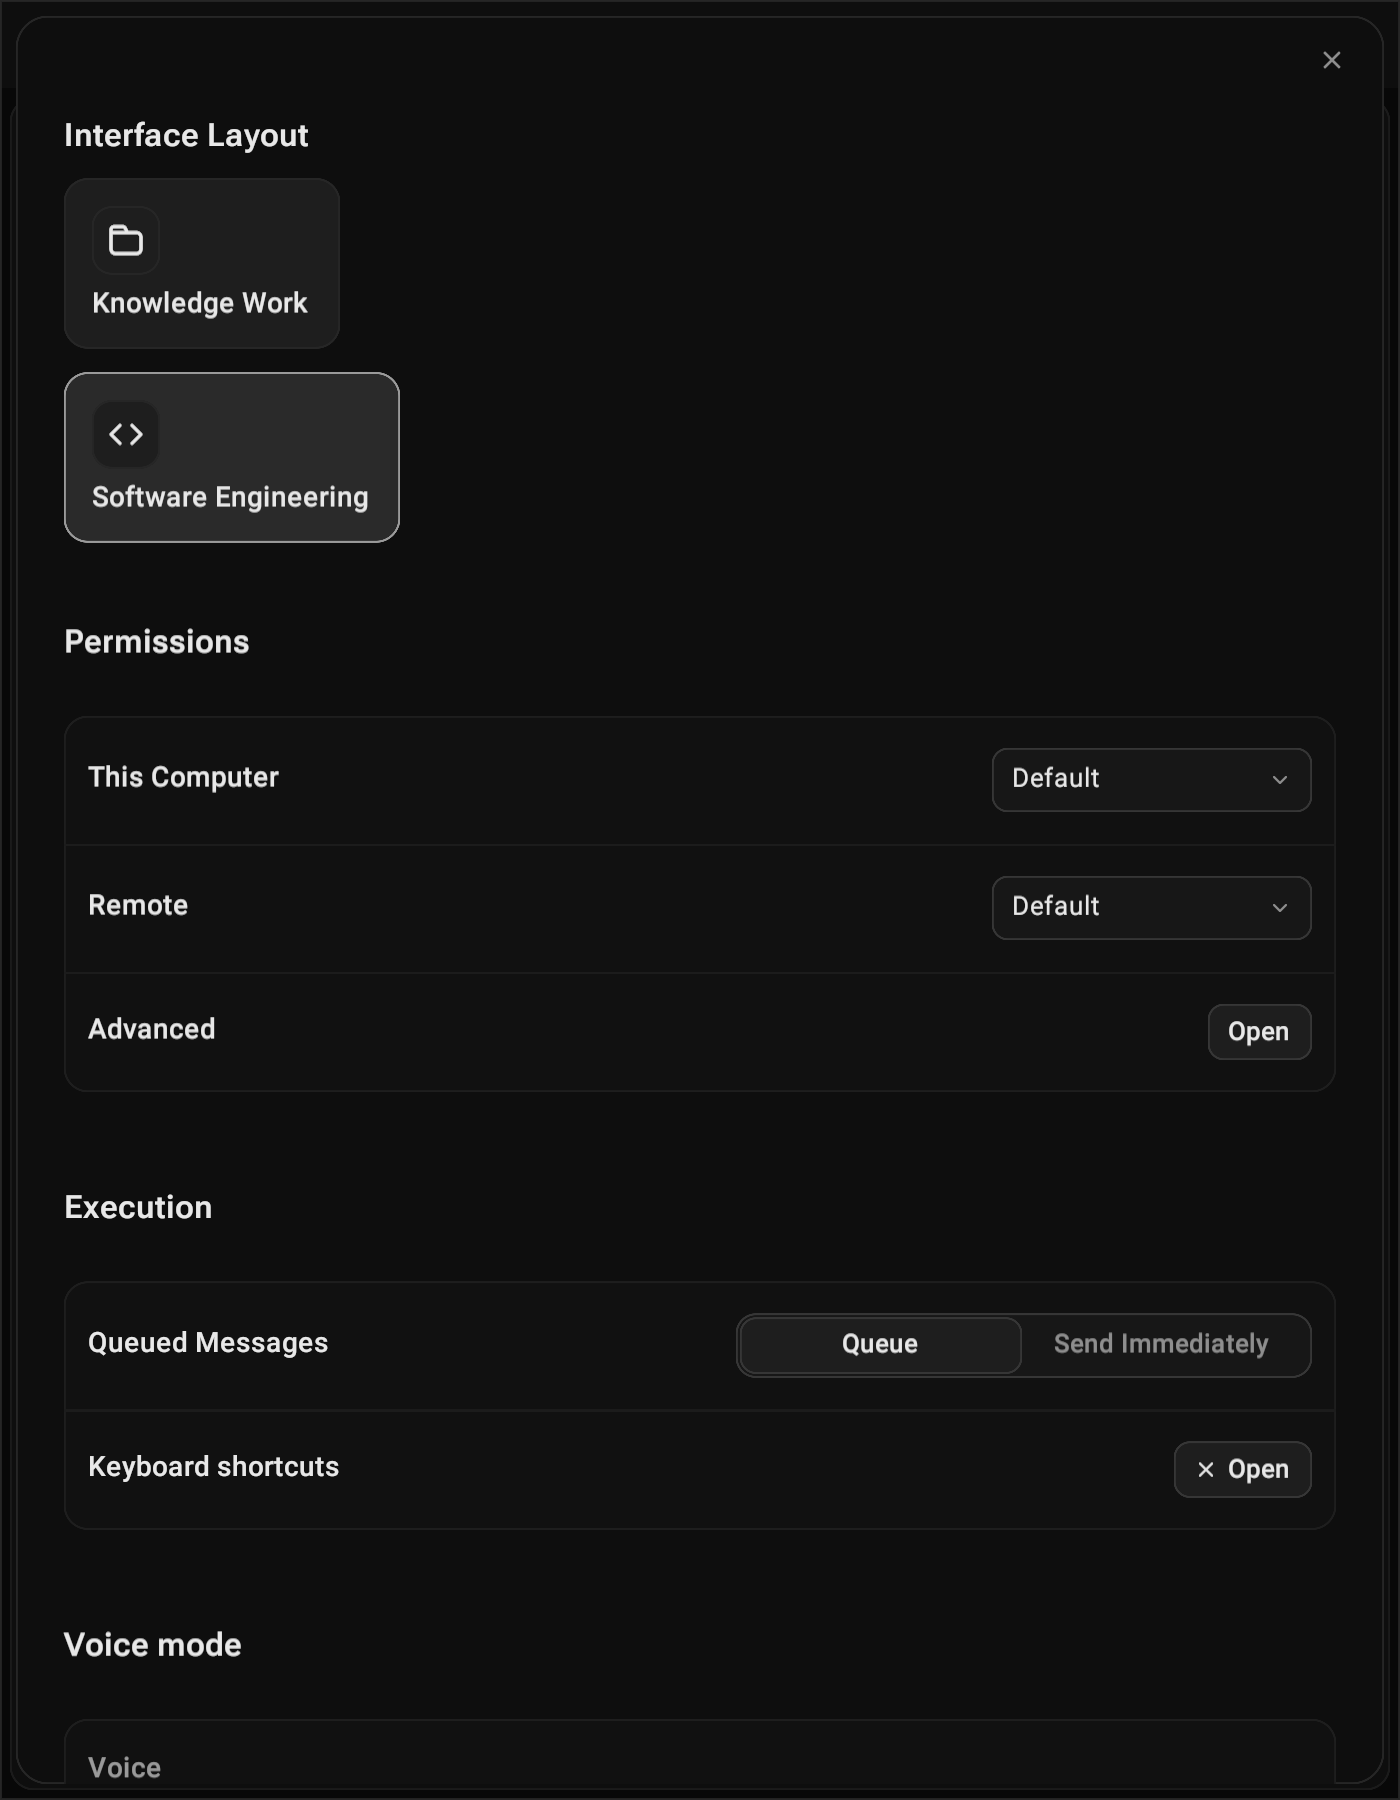 Interface Layout
Knowledge Work
Software Engineering
Permissions
This Computer
Default
Remote
Default
Advanced
Open
Execution
Queued Messages
Queue
Send Immediately
Keyboard shortcuts
Open
Voice mode
Voice